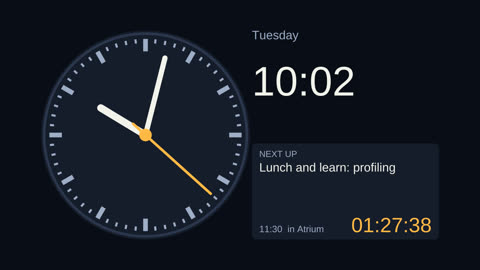 Tuesday
10:02
NEXT UP
Lunch and learn: profiling
11:30 in Atrium
01:27:38